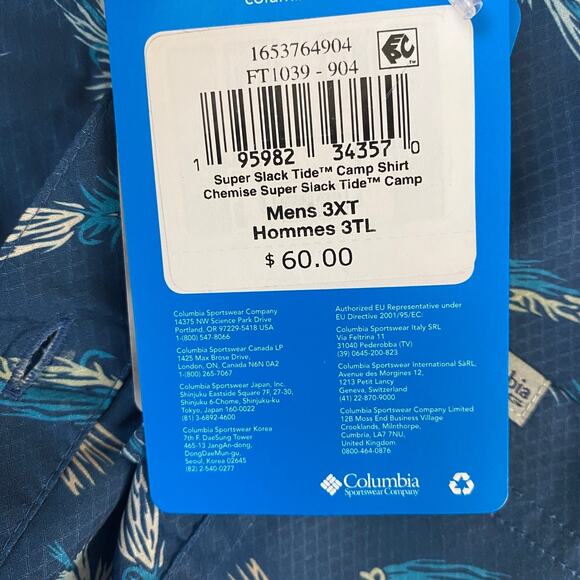 1653764904
FT1039 - 904
1 95982 34357 0
Super Slack Tide™ Camp Shirt
Chemise Super Slack Tide™ Camp
Mens 3XT
Hommes 3TL
$ 60.00
Columbia Sportswear Company
14375 NW Science Park Drive
Portland, OR 97229-5418 USA
1-(800) 547-8066
Columbia Sportswear Canada LP
1425 Max Brose Drive,
London, ON, Canada N6N 0A2
1-(800) 265-7067
Columbia Sportswear Japan, Inc.
Shinjuku Eastside Square 7F, 27-30,
Shinjuku 6-Chome, Shinjuku-ku
Tokyo, Japan 160-0022
(81) 3-6892-4600
Columbia Sportswear Korea
7th F. DaeSung Tower
465-13 JangAn-dong,
DongDaeMun-gu,
Seoul, Korea 02645
(82) 2-540-0277
Authorized EU Representative under
EU Directive 2001/95/EC:
Columbia Sportswear Italy SRL
Via Feltrina 11
31040 Pederobba (TV)
(39) 0645-200-823
Columbia Sportswear International SàRL,
Avenue des Morgines 12,
1213 Petit Lancy
Geneva, Switzerland
(41) 22-870-9000
Columbia Sportswear Company Limited
12B Moss End Business Village
Crooklands, Milnthorpe,
Cumbria, LA7 7NU,
United Kingdom
0800-464-0876
Columbia
Sportswear Company
bia